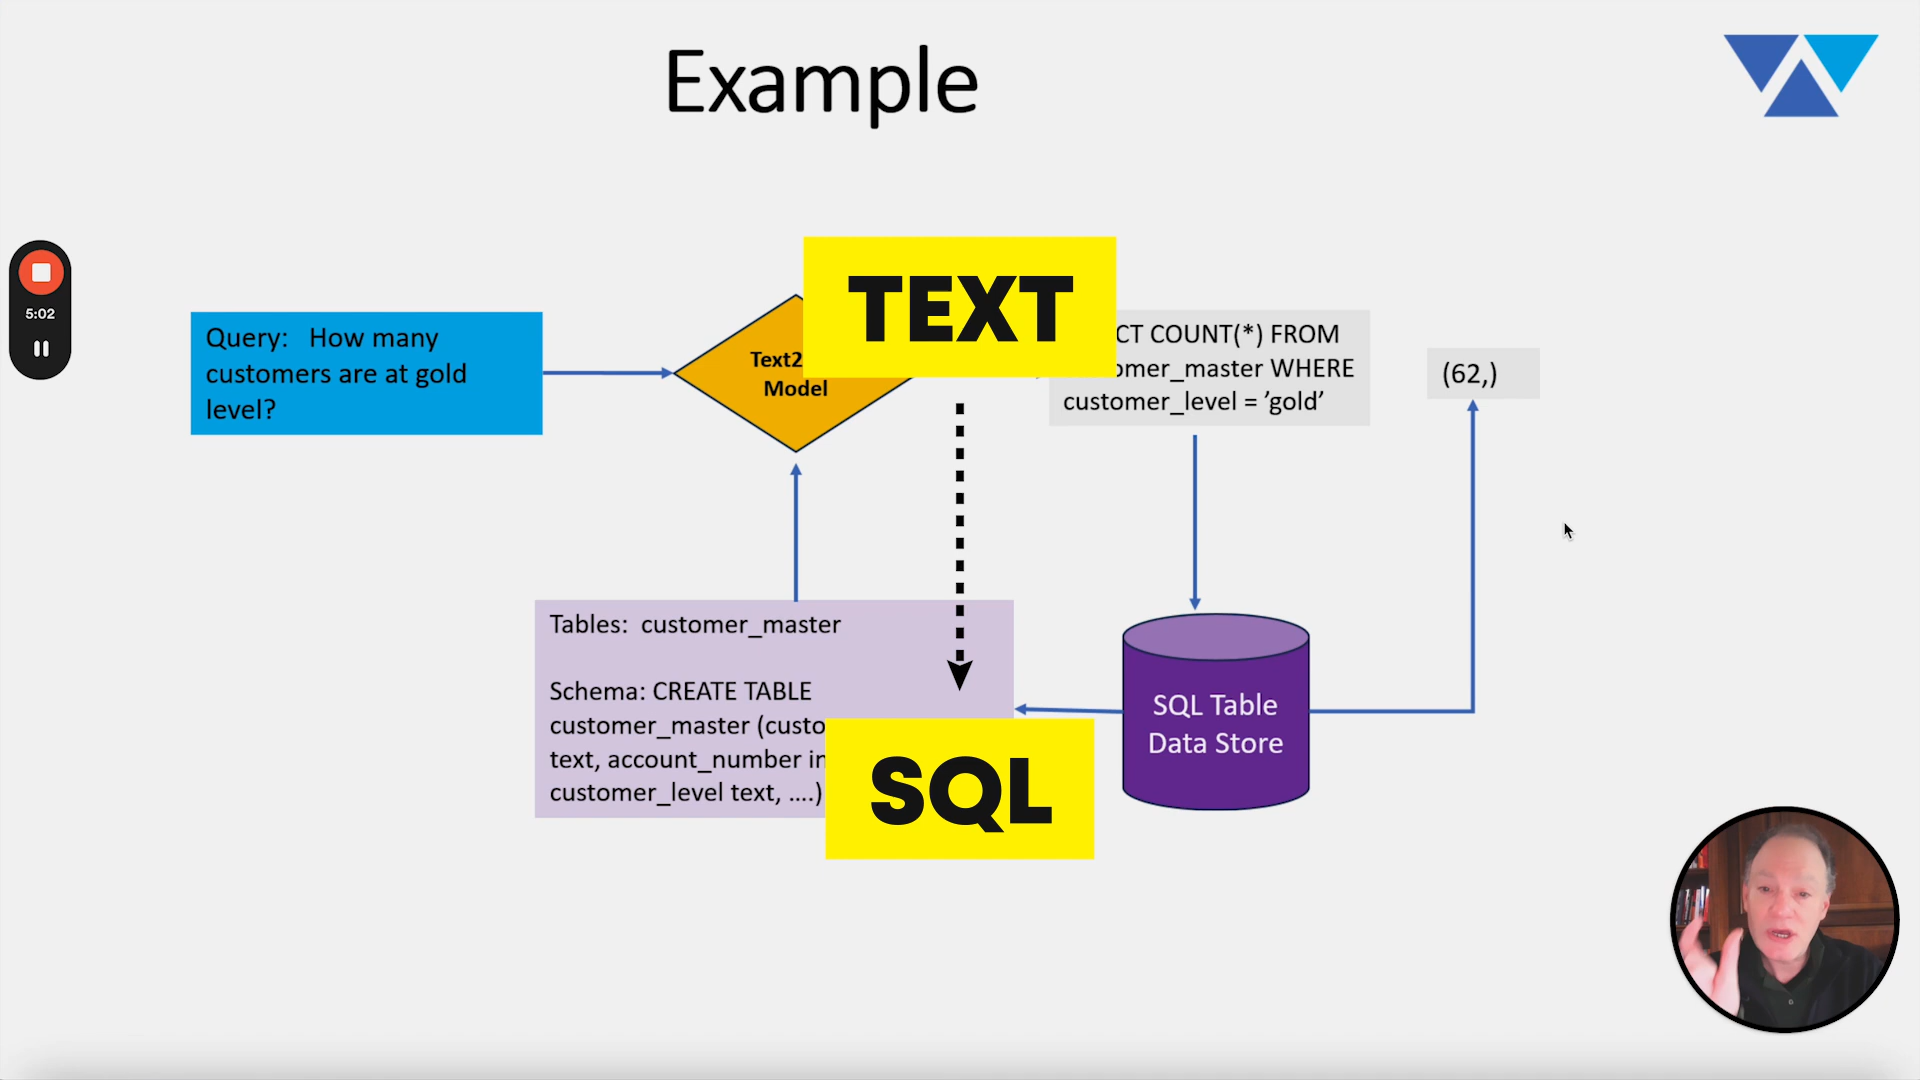 Example
5:02
Query: How many
customers are at gold
level?
Text2
Model
TEXT
CT COUNT(*) FROM
omer_master WHERE
customer_level = ’gold’
(62,)
Tables: customer_master
Schema: CREATE TABLE
customer_master (custo
text, account_number in
customer_level text, ....)
SQL
SQL Table
Data Store